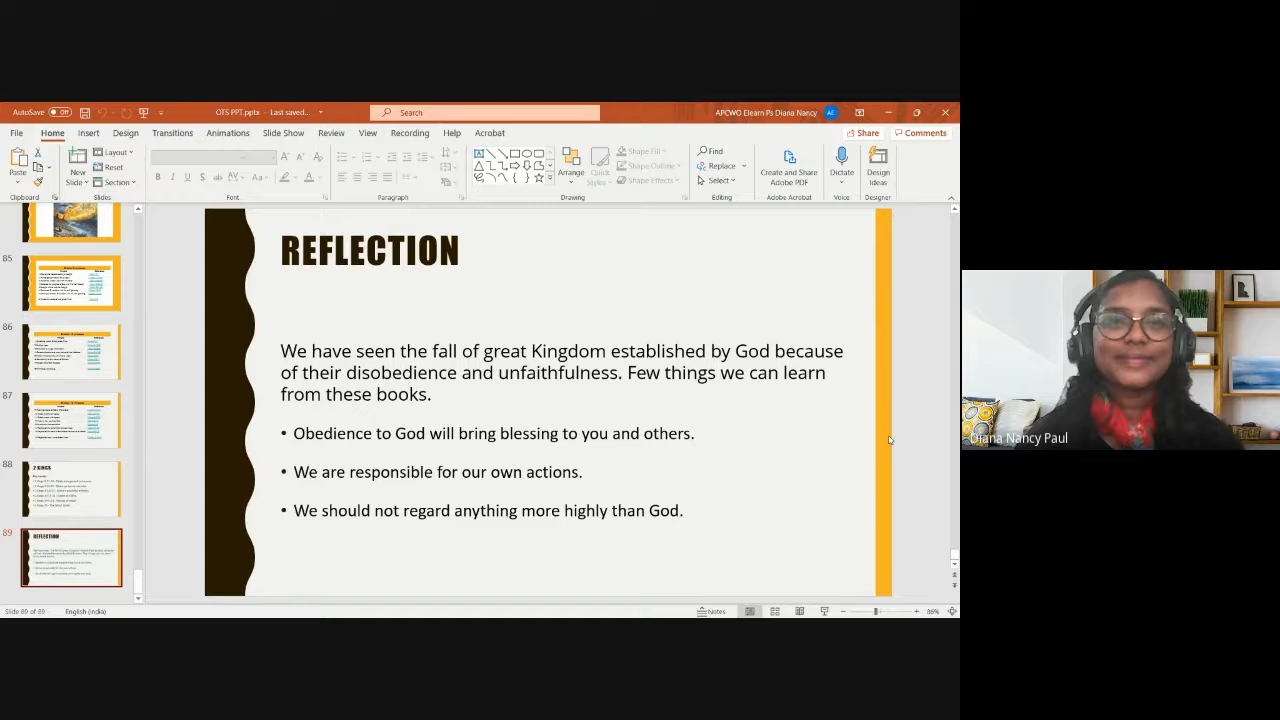 AutoSave Off
OTS PPT.pptx - Last saved...
Search
APCWO Elearn Ps Diana Nancy AE
File Home Insert Design Transitions Animations Slide Show Review View Recording Help Acrobat
Share Comments
Paste
New
Slide
Layout
Reset
Section
Arrange
Quick
Styles
Shape Fill
Shape Outline
Shape Effects
Find
Replace
Select
Create and Share
Adobe PDF
Dictate
Design
Ideas
Clipboard Slides Font Paragraph Drawing Editing Adobe Acrobat Voice Designer
85
86
87
88
2 KINGS
89
REFLECTION
REFLECTION
We have seen the fall of great Kingdom established by God because
of their disobedience and unfaithfulness. Few things we can learn
from these books.
• Obedience to God will bring blessing to you and others.
• We are responsible for our own actions.
• We should not regard anything more highly than God.
Diana Nancy Paul
Slide 89 of 89 English (India) Notes 86%